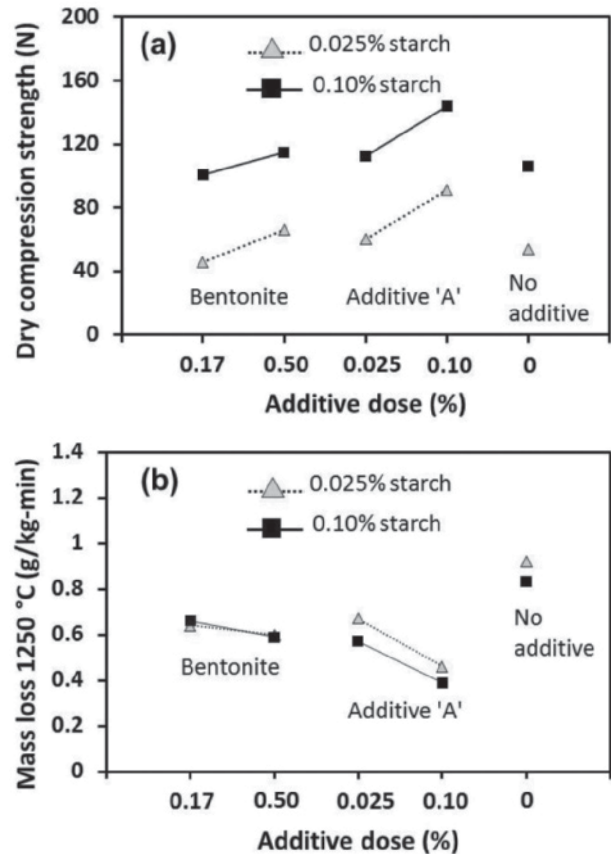 (a)
0.025% starch
0.10% starch
Dry compression strength (N)
200
160
120
80
40
0
Bentonite
Additive 'A'
No
additive
0.17 0.50 0.025 0.10 0
Additive dose (%)
(b)
0.025% starch
0.10% starch
Mass loss 1250 °C (g/kg-min)
1.4
1.2
1
0.8
0.6
0.4
0.2
0
Bentonite
Additive 'A'
No
additive
0.17 0.50 0.025 0.10 0
Additive dose (%)